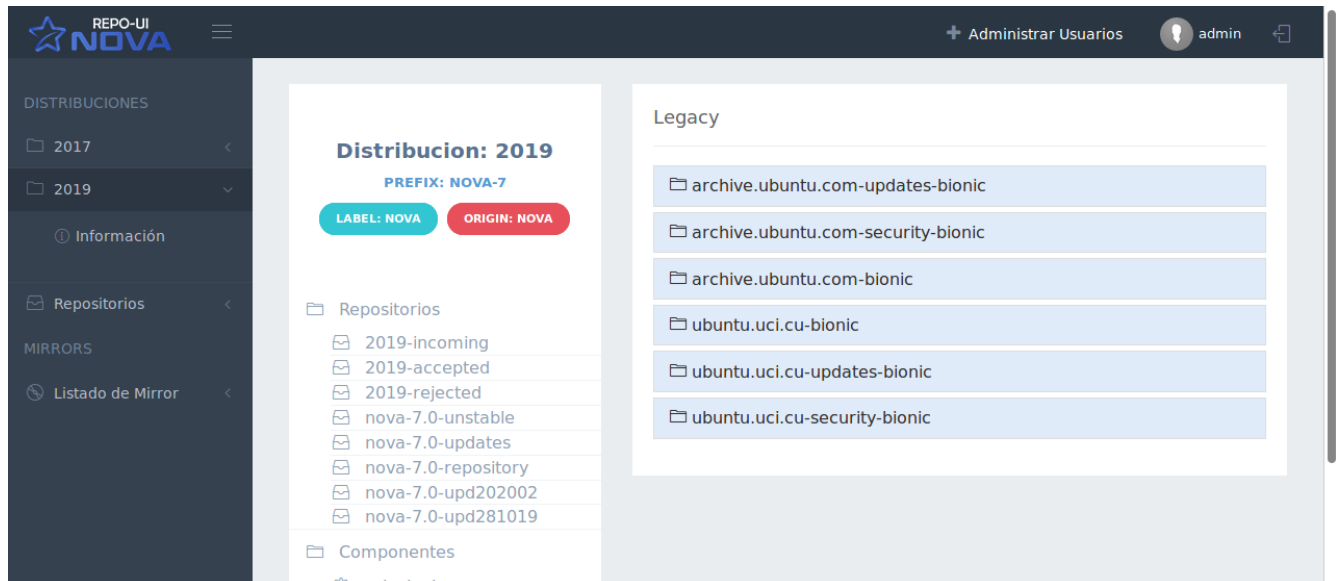 REPO-UI
NOVA
Administrar Usuarios
admin
DISTRIBUCIONES
2017
2019
Información
Repositorios
MIRRORS
Listado de Mirror
Distribucion: 2019
PREFIX: NOVA-7
LABEL: NOVA
ORIGIN: NOVA
Repositorios
2019-incoming
2019-accepted
2019-rejected
nova-7.0-unstable
nova-7.0-updates
nova-7.0-repository
nova-7.0-upd202002
nova-7.0-upd281019
Componentes
Legacy
archive.ubuntu.com-updates-bionic
archive.ubuntu.com-security-bionic
archive.ubuntu.com-bionic
ubuntu.uci.cu-bionic
ubuntu.uci.cu-updates-bionic
ubuntu.uci.cu-security-bionic